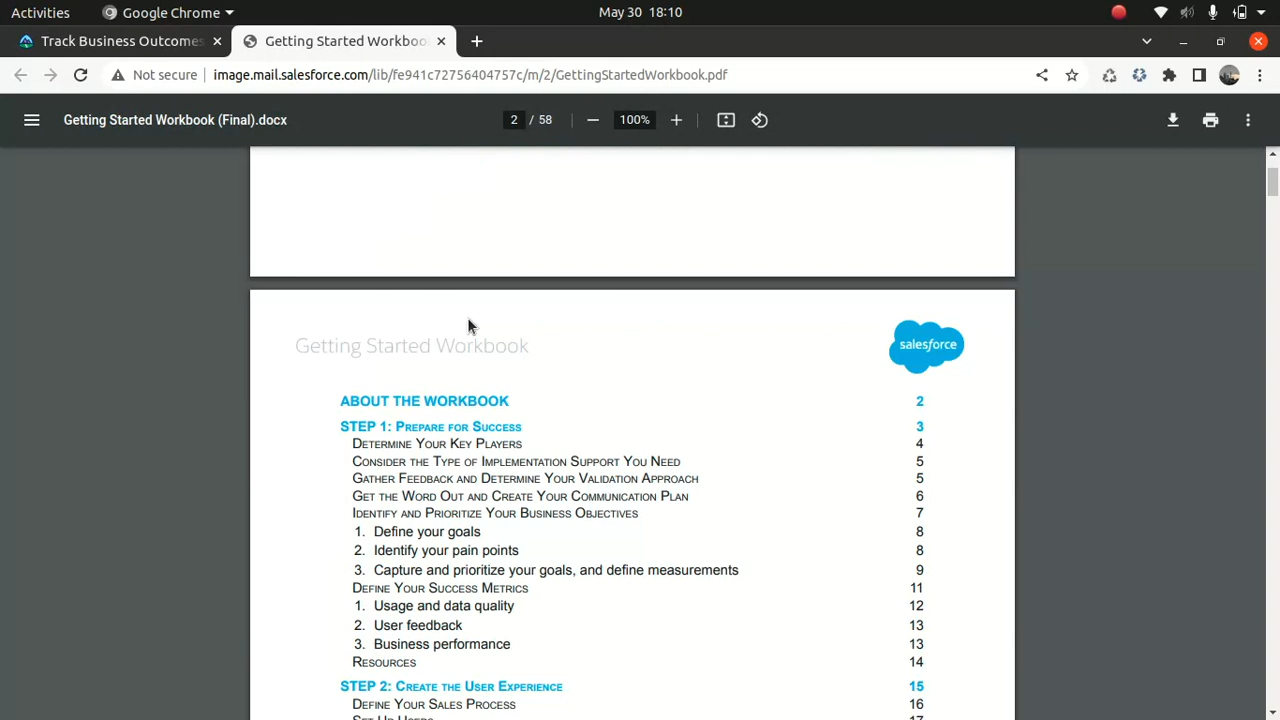 Activities Google Chrome May 30 18:10
Track Business Outcomes Getting Started Workboo
Not secure image.mail.salesforce.com/lib/fe941c72756404757c/m/2/GettingStartedWorkbook.pdf
Getting Started Workbook (Final).docx 2 / 58 100%
Getting Started Workbook salesforce
ABOUT THE WORKBOOK 2
STEP 1: PREPARE FOR SUCCESS 3
DETERMINE YOUR KEY PLAYERS 4
CONSIDER THE TYPE OF IMPLEMENTATION SUPPORT YOU NEED 5
GATHER FEEDBACK AND DETERMINE YOUR VALIDATION APPROACH 5
GET THE WORD OUT AND CREATE YOUR COMMUNICATION PLAN 6
IDENTIFY AND PRIORITIZE YOUR BUSINESS OBJECTIVES 7
1. Define your goals 8
2. Identify your pain points 8
3. Capture and prioritize your goals, and define measurements 9
DEFINE YOUR SUCCESS METRICS 11
1. Usage and data quality 12
2. User feedback 13
3. Business performance 13
RESOURCES 14
STEP 2: CREATE THE USER EXPERIENCE 15
DEFINE YOUR SALES PROCESS 16
SET UP USERS 17